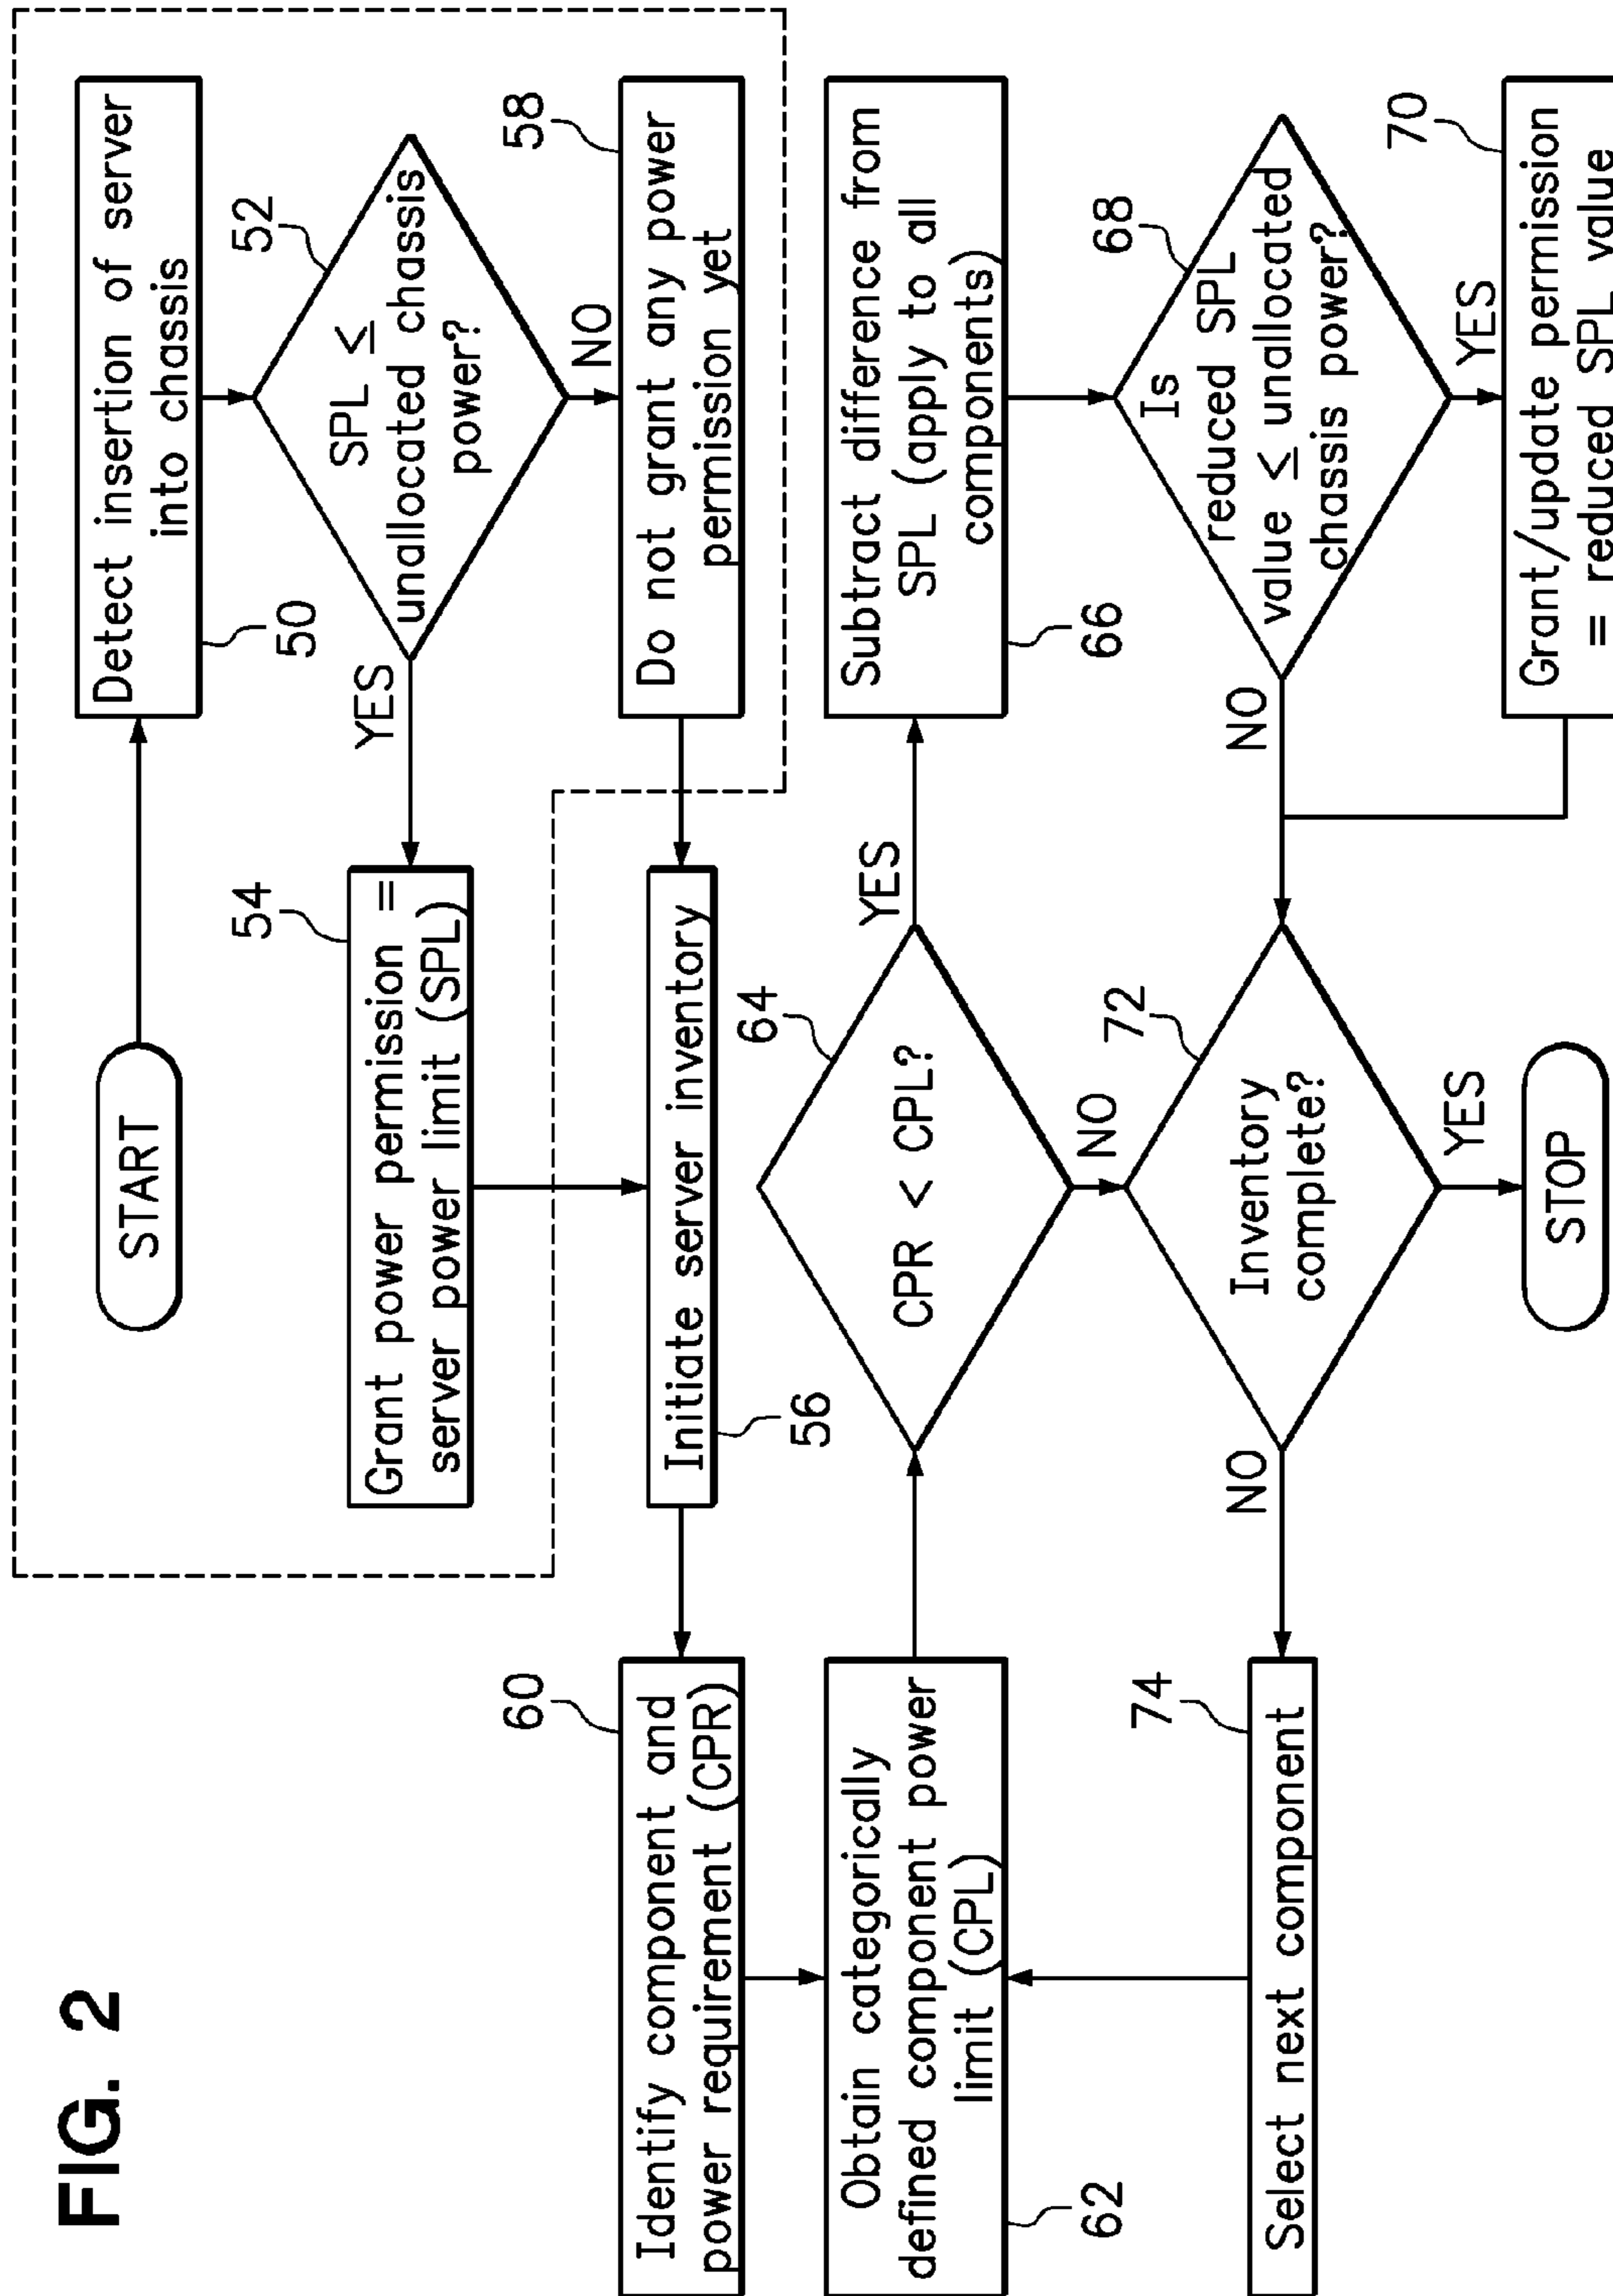 FIG. 2
START
Detect insertion of server
into chassis
50
52
SPL ≤
unallocated chassis
power?
YES
NO
54
Grant power permission =
server power limit (SPL)
58
Do not grant any power
permission yet
Initiate server inventory
56
60
Identify component and
power requirement (CPR)
Obtain categorically
defined component power
limit (CPL)
62
64
CPR < CPL?
YES
NO
Subtract difference from
SPL (apply to all
components)
66
68
Is
reduced SPL
value ≤ unallocated
chassis power?
NO
YES
70
Grant/update permission
= reduced SPL value
72
Inventory
complete?
NO
YES
74
Select next component
STOP